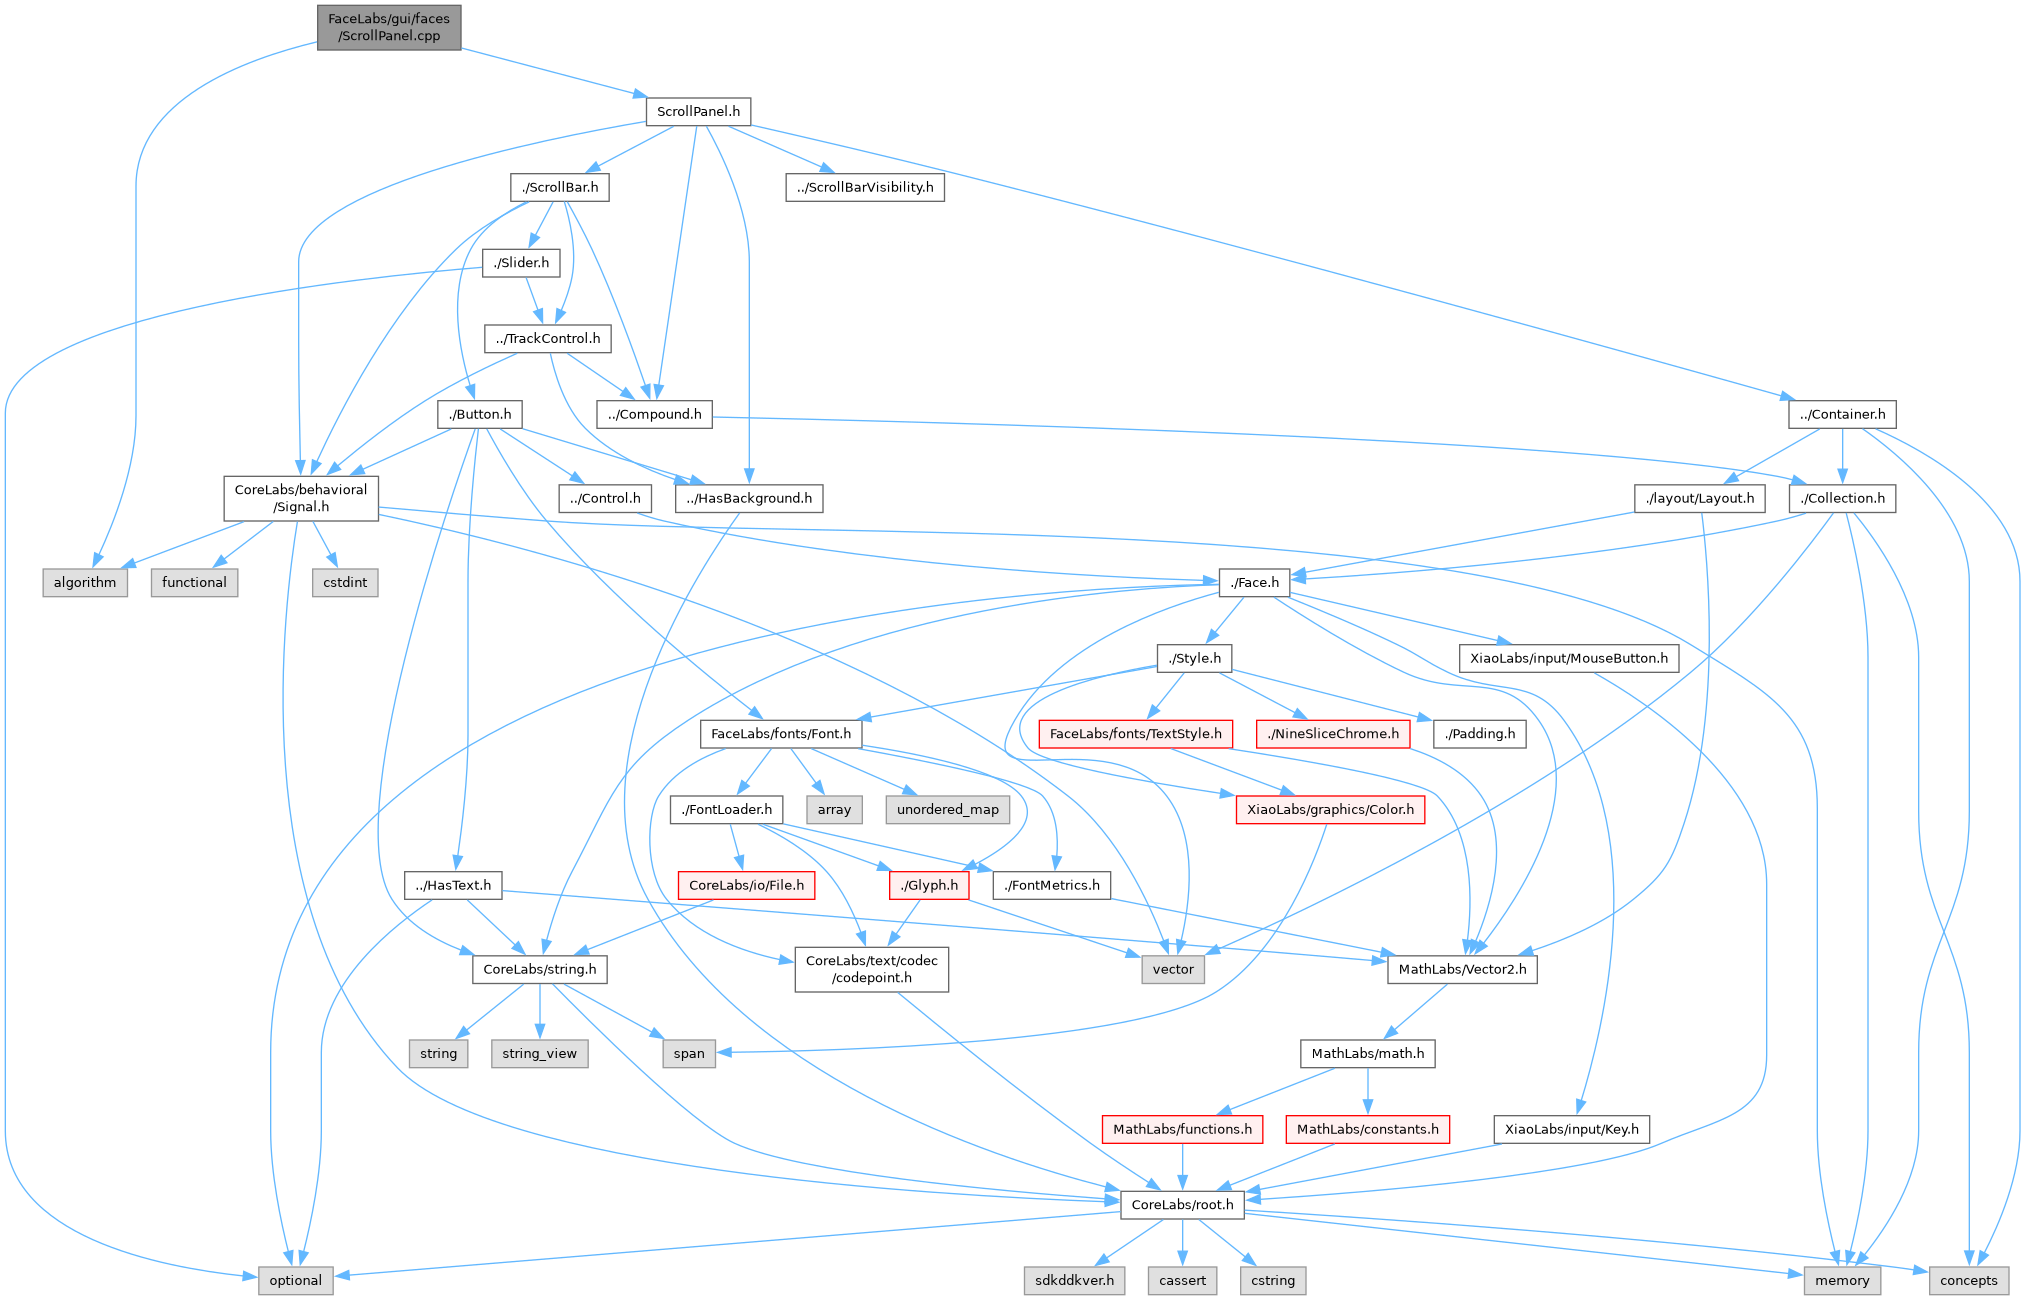 FaceLabs/gui/faces
/ScrollPanel.cpp
ScrollPanel.h
./ScrollBar.h
../ScrollBarVisibility.h
./Slider.h
../TrackControl.h
./Button.h
../Compound.h
../Container.h
CoreLabs/behavioral
/Signal.h
../Control.h
../HasBackground.h
./layout/Layout.h
./Collection.h
algorithm
functional
cstdint
./Face.h
./Style.h
XiaoLabs/input/MouseButton.h
FaceLabs/fonts/Font.h
FaceLabs/fonts/TextStyle.h
./NineSliceChrome.h
./Padding.h
./FontLoader.h
array
unordered_map
XiaoLabs/graphics/Color.h
../HasText.h
CoreLabs/io/File.h
./Glyph.h
./FontMetrics.h
CoreLabs/string.h
CoreLabs/text/codec
/codepoint.h
vector
MathLabs/Vector2.h
string
string_view
span
MathLabs/math.h
MathLabs/functions.h
MathLabs/constants.h
XiaoLabs/input/Key.h
CoreLabs/root.h
optional
sdkddkver.h
cassert
cstring
memory
concepts